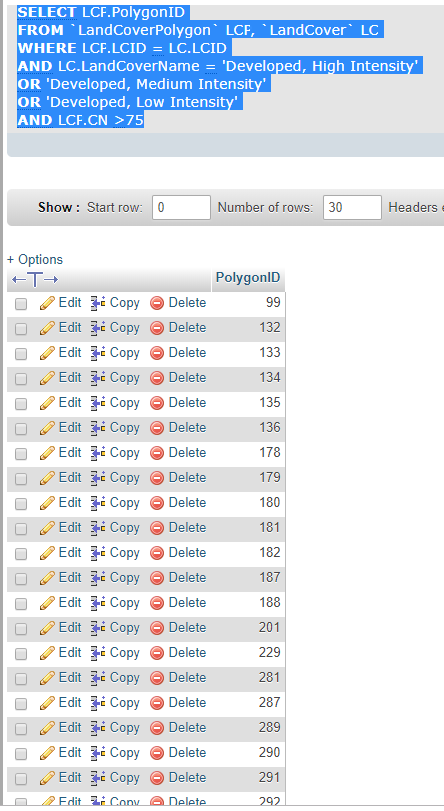 SELECT LCF.PolygonID
FROM `LandCoverPolygon` LCF, `LandCover` LC
WHERE LCF.LCID = LC.LCID
AND LC.LandCoverName = 'Developed, High Intensity'
OR 'Developed, Medium Intensity'
OR 'Developed, Low Intensity'
AND LCF.CN >75
Show : Start row: 0 Number of rows: 30 Headers
+ Options
←T→ PolygonID
Edit Copy Delete 99
Edit Copy Delete 132
Edit Copy Delete 133
Edit Copy Delete 134
Edit Copy Delete 135
Edit Copy Delete 136
Edit Copy Delete 178
Edit Copy Delete 179
Edit Copy Delete 180
Edit Copy Delete 181
Edit Copy Delete 182
Edit Copy Delete 187
Edit Copy Delete 188
Edit Copy Delete 201
Edit Copy Delete 229
Edit Copy Delete 281
Edit Copy Delete 287
Edit Copy Delete 289
Edit Copy Delete 290
Edit Copy Delete 291
Edit Copy Delete 292